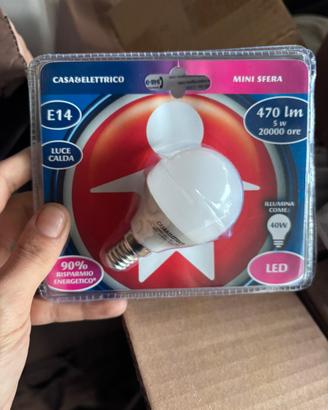 CASA&ELETTRICO
MINI SFERA
E14
470 lm
5 W
20000 ore
LUCE
CALDA
ILLUMINA
COME:
40W
90%
RISPARMIO
ENERGETICO*
LED